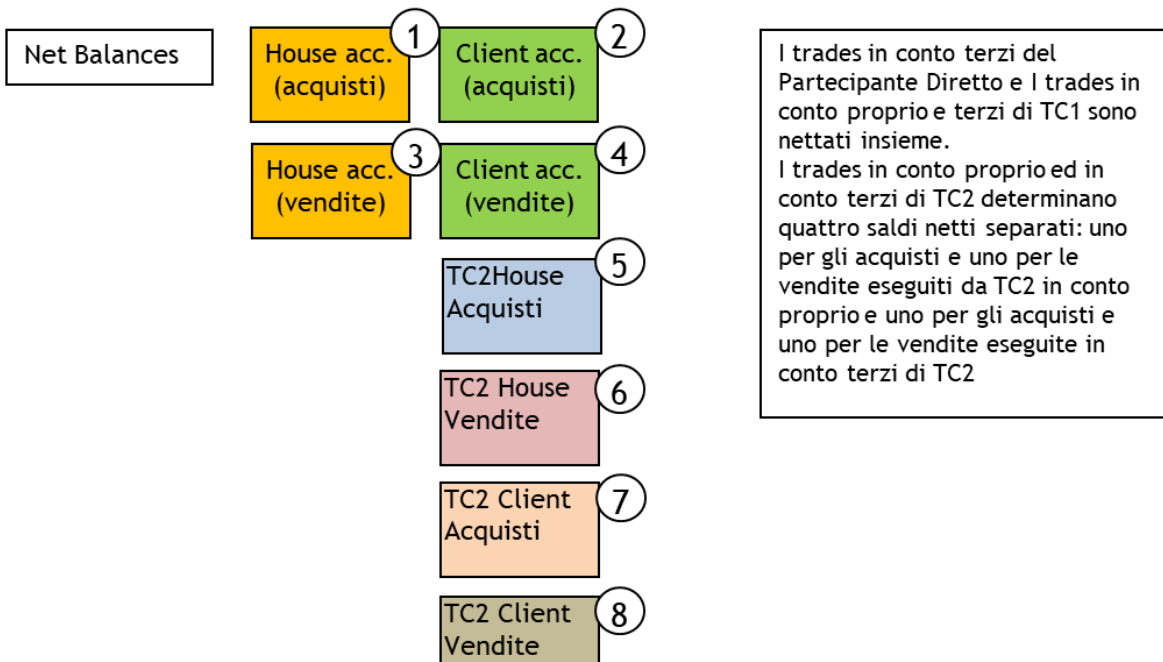 Net Balances
House acc.
(acquisti)
1
Client acc.
(acquisti)
2
House acc.
(vendite)
3
Client acc.
(vendite)
4
TC2House
Acquisti
5
TC2 House
Vendite
6
TC2 Client
Acquisti
7
TC2 Client
Vendite
8
I trades in conto terzi del
Partecipante Diretto e I trades in
conto proprio e terzi di TC1 sono
nettati insieme.
I trades in conto proprio ed in
conto terzi di TC2 determinano
quattro saldi netti separati: uno
per gli acquisti e uno per le
vendite eseguiti da TC2 in conto
proprio e uno per gli acquisti e
uno per le vendite eseguite in
conto terzi di TC2